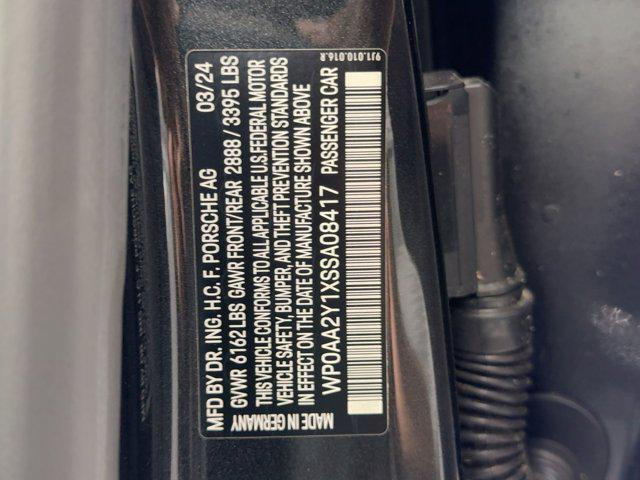 MFD BY DR. ING. H.C. F. PORSCHE AG 03/24
GVWR 6162 LBS GAWR FRONT/REAR 2888 / 3395 LBS
THIS VEHICLE CONFORMS TO ALL APPLICABLE U.S.FEDERAL MOTOR
VEHICLE SAFETY, BUMPER, AND THEFT PREVENTION STANDARDS
IN EFFECT ON THE DATE OF MANUFACTURE SHOWN ABOVE
WP0AA2Y1XSSA08417 PASSENGER CAR
MADE IN GERMANY
9J1.010.016.R